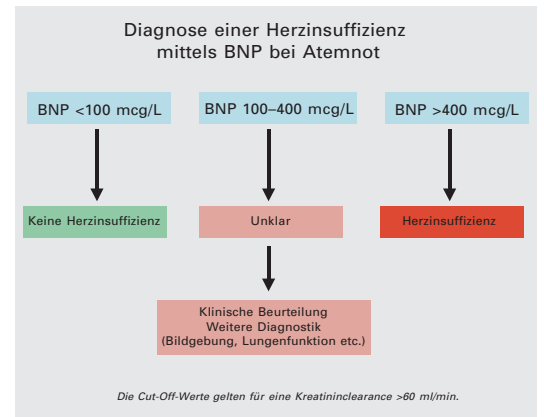 Diagnose einer Herzinsuffizienz
mittels BNP bei Atemnot
BNP <100 mcg/L
BNP 100–400 mcg/L
BNP >400 mcg/L
Keine Herzinsuffizienz
Unklar
Herzinsuffizienz
Klinische Beurteilung
Weitere Diagnostik
(Bildgebung, Lungenfunktion etc.)
Die Cut-Off-Werte gelten für eine Kreatininclearance >60 ml/min.